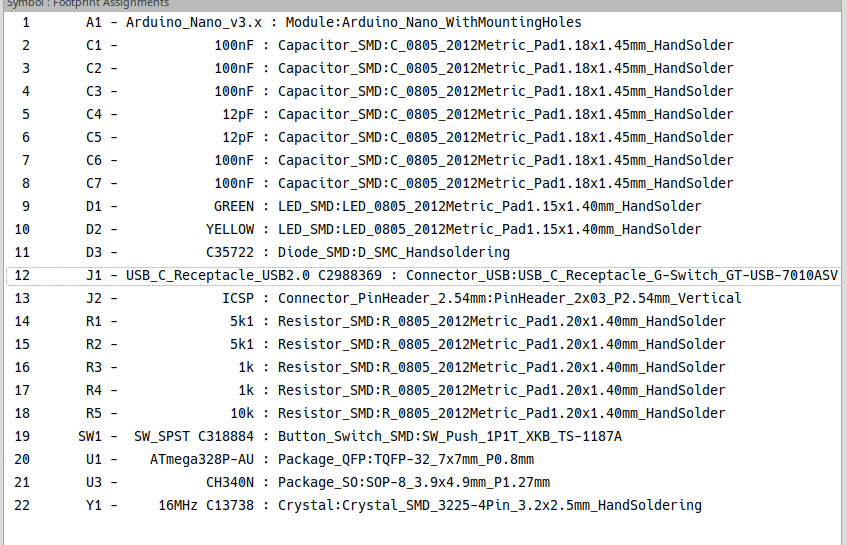 Symbol : Footprint Assignments
1 A1 - Arduino_Nano_v3.x : Module:Arduino_Nano_WithMountingHoles
2 C1 - 100nF : Capacitor_SMD:C_0805_2012Metric_Pad1.18x1.45mm_HandSolder
3 C2 - 100nF : Capacitor_SMD:C_0805_2012Metric_Pad1.18x1.45mm_HandSolder
4 C3 - 100nF : Capacitor_SMD:C_0805_2012Metric_Pad1.18x1.45mm_HandSolder
5 C4 - 12pF : Capacitor_SMD:C_0805_2012Metric_Pad1.18x1.45mm_HandSolder
6 C5 - 12pF : Capacitor_SMD:C_0805_2012Metric_Pad1.18x1.45mm_HandSolder
7 C6 - 100nF : Capacitor_SMD:C_0805_2012Metric_Pad1.18x1.45mm_HandSolder
8 C7 - 100nF : Capacitor_SMD:C_0805_2012Metric_Pad1.18x1.45mm_HandSolder
9 D1 - GREEN : LED_SMD:LED_0805_2012Metric_Pad1.15x1.40mm_HandSolder
10 D2 - YELLOW : LED_SMD:LED_0805_2012Metric_Pad1.15x1.40mm_HandSolder
11 D3 - C35722 : Diode_SMD:D_SMC_Handsoldering
12 J1 - USB_C_Receptacle_USB2.0 C2988369 : Connector_USB:USB_C_Receptacle_G-Switch_GT-USB-7010ASV
13 J2 - ICSP : Connector_PinHeader_2.54mm:PinHeader_2x03_P2.54mm_Vertical
14 R1 - 5k1 : Resistor_SMD:R_0805_2012Metric_Pad1.20x1.40mm_HandSolder
15 R2 - 5k1 : Resistor_SMD:R_0805_2012Metric_Pad1.20x1.40mm_HandSolder
16 R3 - 1k : Resistor_SMD:R_0805_2012Metric_Pad1.20x1.40mm_HandSolder
17 R4 - 1k : Resistor_SMD:R_0805_2012Metric_Pad1.20x1.40mm_HandSolder
18 R5 - 10k : Resistor_SMD:R_0805_2012Metric_Pad1.20x1.40mm_HandSolder
19 SW1 - SW_SPST C318884 : Button_Switch_SMD:SW_Push_1P1T_XKB_TS-1187A
20 U1 - ATmega328P-AU : Package_QFP:TQFP-32_7x7mm_P0.8mm
21 U3 - CH340N : Package_SO:SOP-8_3.9x4.9mm_P1.27mm
22 Y1 - 16MHz C13738 : Crystal:Crystal_SMD_3225-4Pin_3.2x2.5mm_HandSoldering